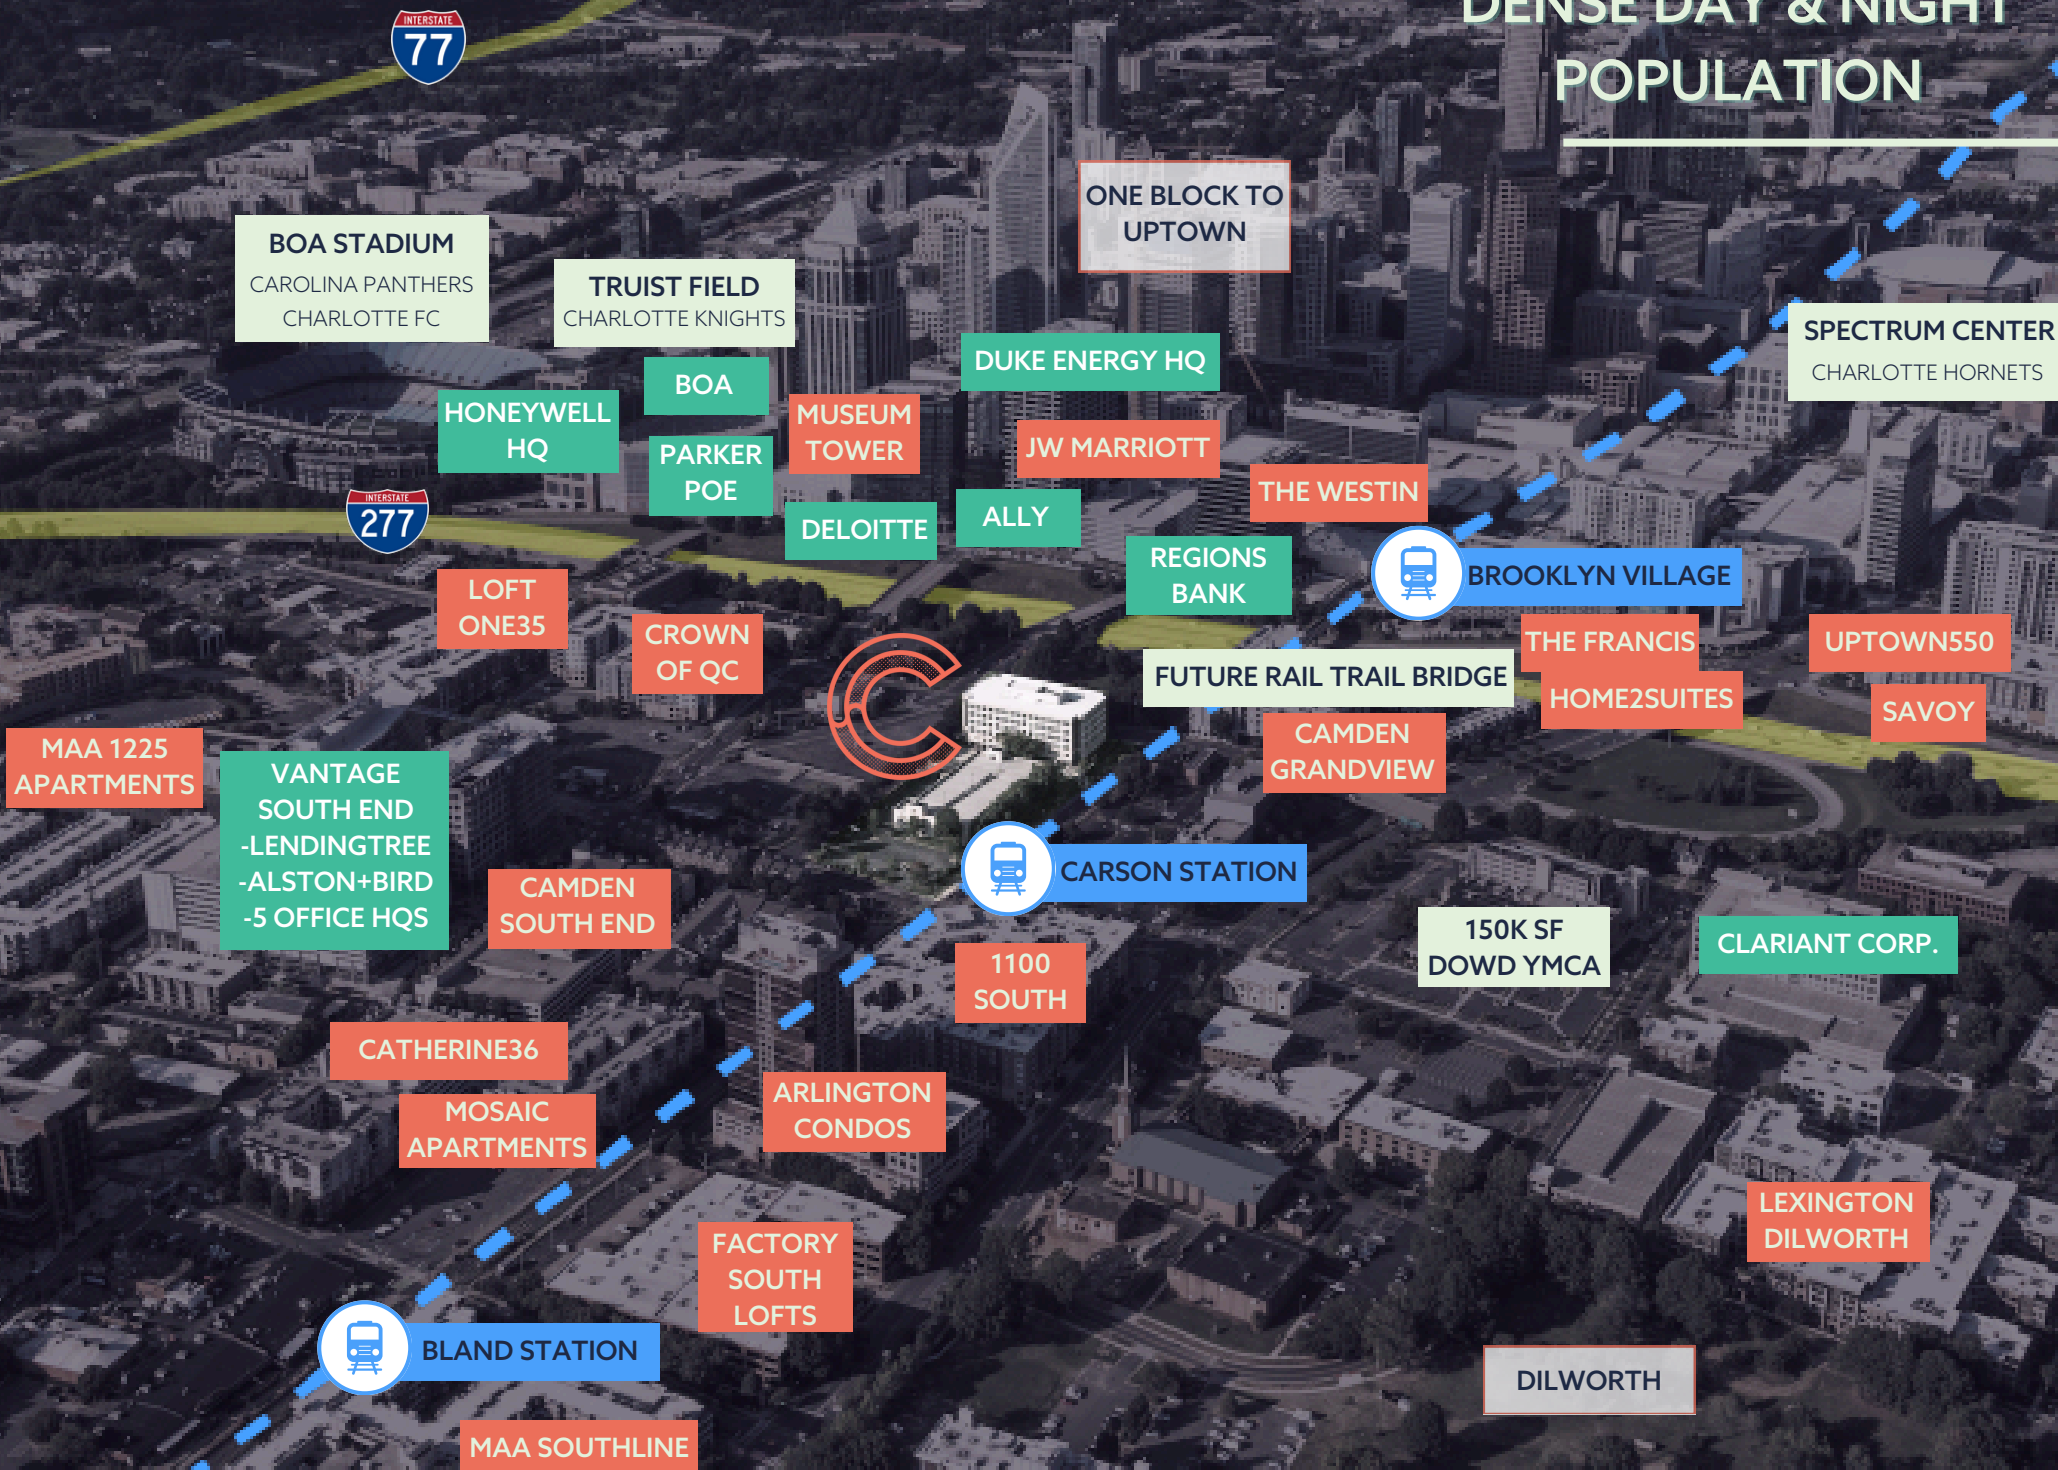 DENSE DAY & NIGHT
POPULATION
INTERSTATE
77
ONE BLOCK TO
UPTOWN
BOA STADIUM
CAROLINA PANTHERS
CHARLOTTE FC
TRUIST FIELD
CHARLOTTE KNIGHTS
SPECTRUM CENTER
CHARLOTTE HORNETS
DUKE ENERGY HQ
BOA
HONEYWELL
HQ
MUSEUM
TOWER
JW MARRIOTT
PARKER
POE
THE WESTIN
INTERSTATE
277
DELOITTE
ALLY
REGIONS
BANK
BROOKLYN VILLAGE
LOFT
ONE35
CROWN
OF QC
THE FRANCIS
UPTOWN550
FUTURE RAIL TRAIL BRIDGE
HOME2SUITES
SAVOY
CAMDEN
GRANDVIEW
MAA 1225
APARTMENTS
VANTAGE
SOUTH END
-LENDINGTREE
-ALSTON+BIRD
-5 OFFICE HQS
CARSON STATION
CAMDEN
SOUTH END
150K SF
DOWD YMCA
CLARIANT CORP.
1100
SOUTH
CATHERINE36
MOSAIC
APARTMENTS
ARLINGTON
CONDOS
LEXINGTON
DILWORTH
FACTORY
SOUTH
LOFTS
BLAND STATION
DILWORTH
MAA SOUTHLINE